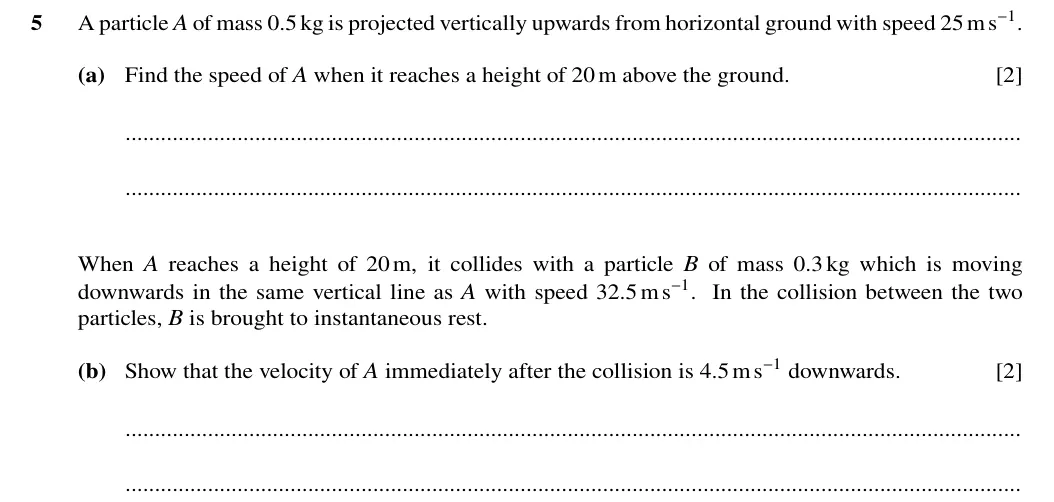 5 A particle A of mass 0.5 kg is projected vertically upwards from horizontal ground with speed 25 m s⁻¹.
(a) Find the speed of A when it reaches a height of 20 m above the ground. [2]
................................................................................
................................................................................
When A reaches a height of 20 m, it collides with a particle B of mass 0.3 kg which is moving
downwards in the same vertical line as A with speed 32.5 m s⁻¹. In the collision between the two
particles, B is brought to instantaneous rest.
(b) Show that the velocity of A immediately after the collision is 4.5 m s⁻¹ downwards. [2]
................................................................................
................................................................................